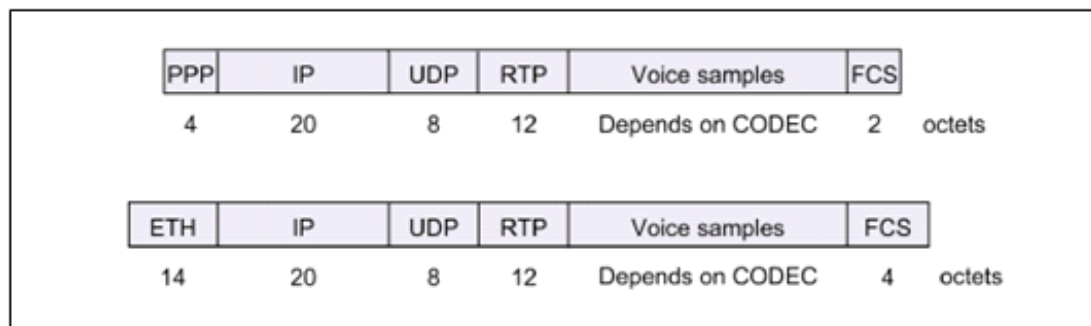 PPP IP UDP RTP Voice samples FCS
4 20 8 12 Depends on CODEC 2 octets
ETH IP UDP RTP Voice samples FCS
14 20 8 12 Depends on CODEC 4 octets